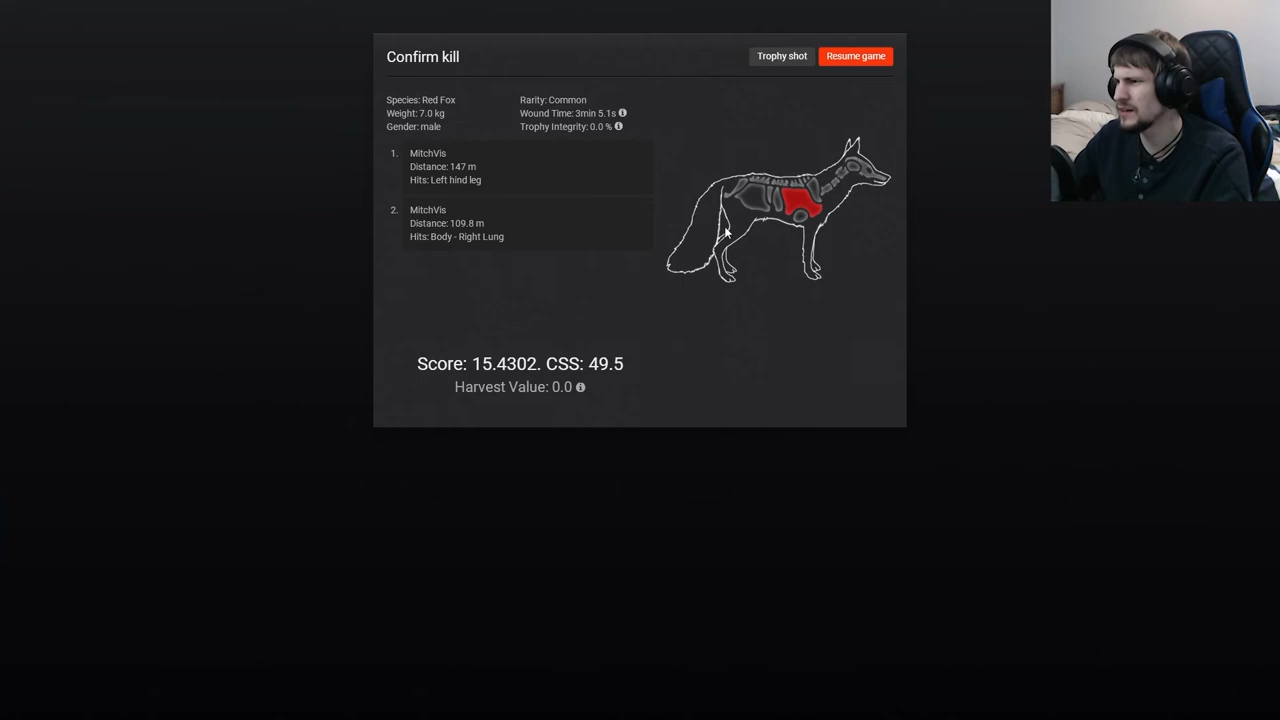 Confirm kill
Trophy shot
Resume game
Species: Red Fox
Weight: 7.0 kg
Gender: male
Rarity: Common
Wound Time: 3min 5.1s
Trophy Integrity: 0.0 %
1. MitchVis
Distance: 147 m
Hits: Left hind leg
2. MitchVis
Distance: 109.8 m
Hits: Body - Right Lung
Score: 15.4302. CSS: 49.5
Harvest Value: 0.0